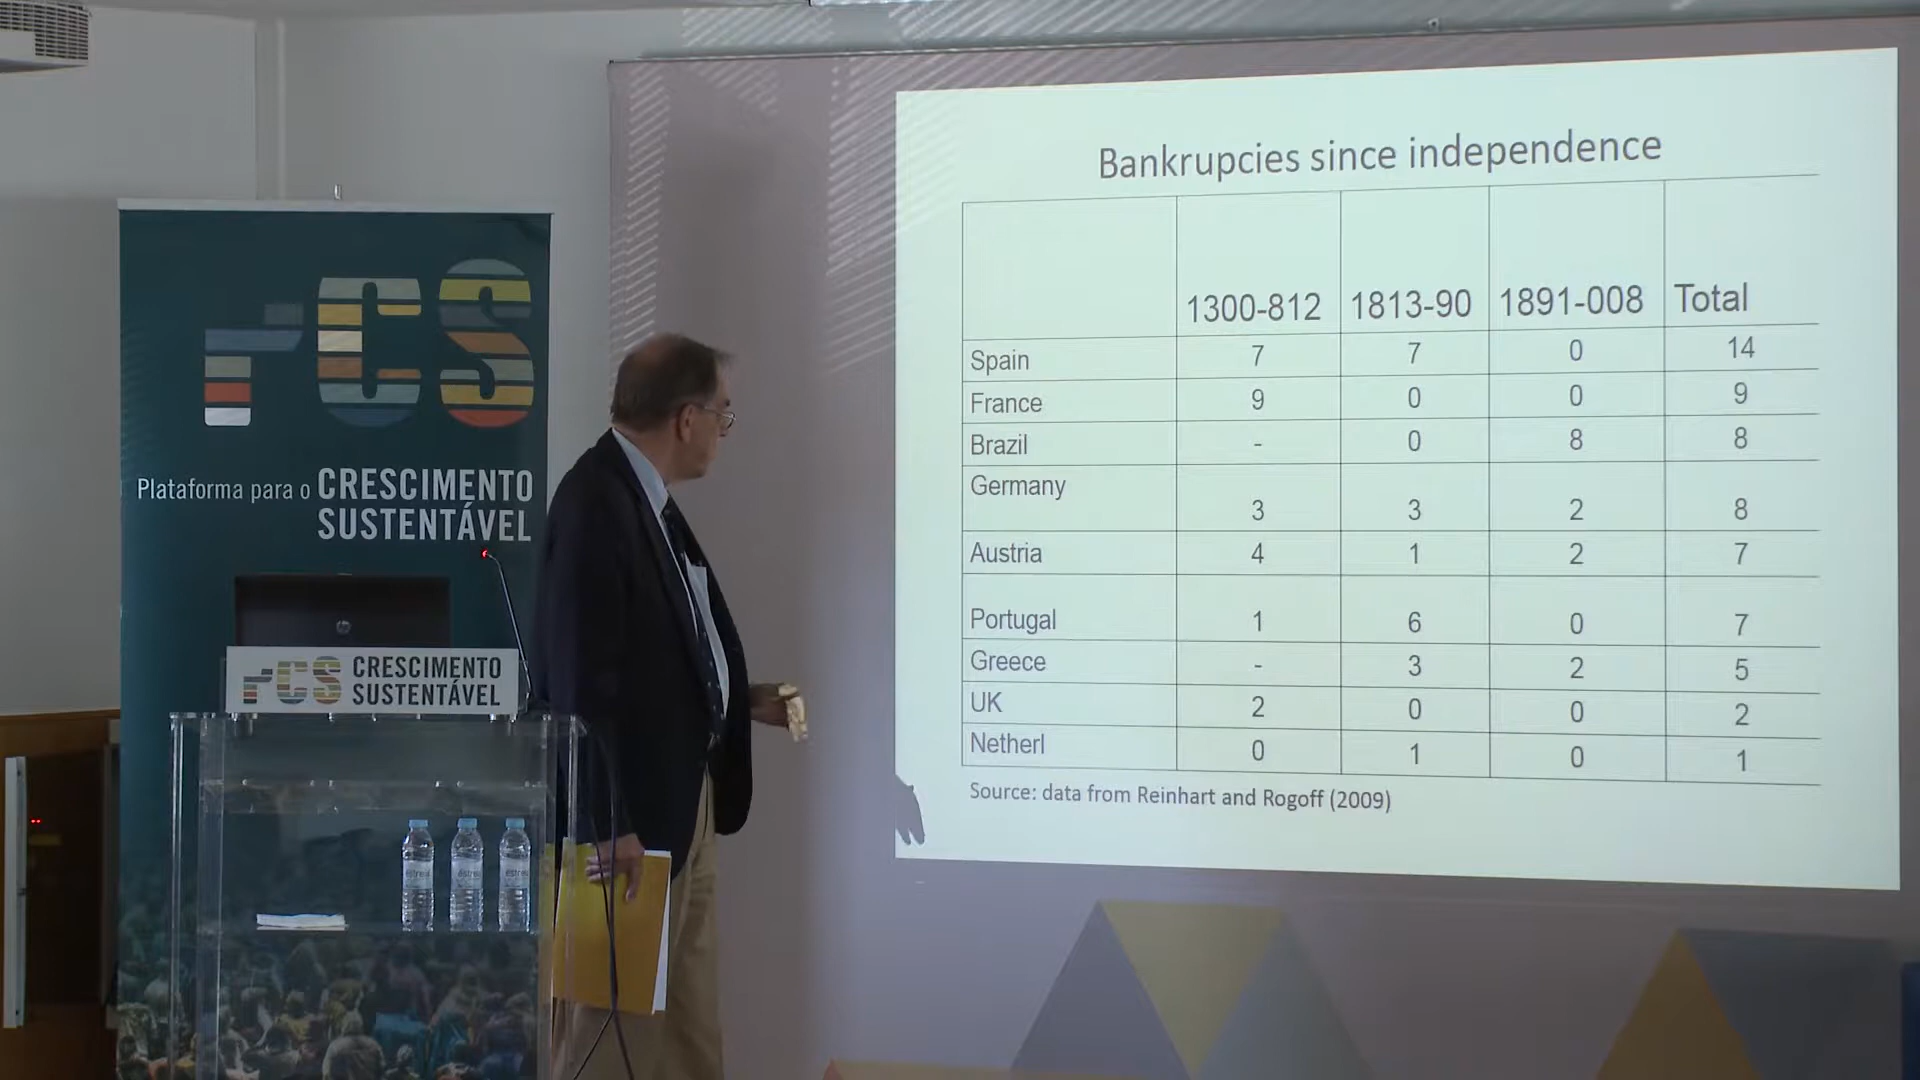 rCS
Plataforma para o CRESCIMENTO
SUSTENTÁVEL
rCS CRESCIMENTO
SUSTENTÁVEL
Bankrupcies since independence
1300-812 1813-90 1891-008 Total
Spain 7 7 0 14
France 9 0 0 9
Brazil - 0 8 8
Germany 3 3 2 8
Austria 4 1 2 7
Portugal 1 6 0 7
Greece - 3 2 5
UK 2 0 0 2
Netherl 0 1 0 1
Source: data from Reinhart and Rogoff (2009)